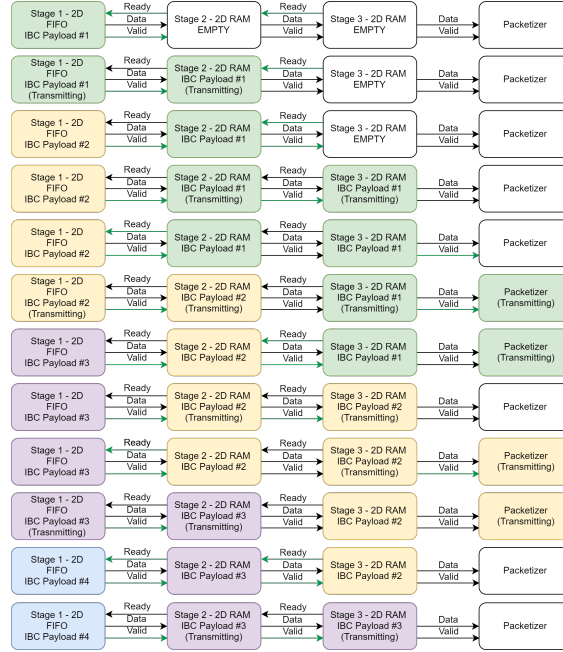 Stage 1 - 2D
FIFO
IBC Payload #1
Ready
Data
Valid
Stage 2 - 2D RAM
EMPTY
Ready
Data
Valid
Stage 3 - 2D RAM
EMPTY
Data
Valid
Packetizer
Stage 1 - 2D
FIFO
IBC Payload #1
(Transmitting)
Ready
Data
Valid
Stage 2 - 2D RAM
IBC Payload #1
(Transmitting)
Ready
Data
Valid
Stage 3 - 2D RAM
EMPTY
Data
Valid
Packetizer
Stage 1 - 2D
FIFO
IBC Payload #2
Ready
Data
Valid
Stage 2 - 2D RAM
IBC Payload #1
Ready
Data
Valid
Stage 3 - 2D RAM
EMPTY
Data
Valid
Packetizer
Stage 1 - 2D
FIFO
IBC Payload #2
Ready
Data
Valid
Stage 2 - 2D RAM
IBC Payload #1
(Transmitting)
Ready
Data
Valid
Stage 3 - 2D RAM
IBC Payload #1
(Transmitting)
Data
Valid
Packetizer
Stage 1 - 2D
FIFO
IBC Payload #2
Ready
Data
Valid
Stage 2 - 2D RAM
IBC Payload #1
Ready
Data
Valid
Stage 3 - 2D RAM
IBC Payload #1
Data
Valid
Packetizer
Stage 1 - 2D
FIFO
IBC Payload #2
(Transmitting)
Ready
Data
Valid
Stage 2 - 2D RAM
IBC Payload #2
(Transmitting)
Ready
Data
Valid
Stage 3 - 2D RAM
IBC Payload #1
(Transmitting)
Data
Valid
Packetizer
(Transmitting)
Stage 1 - 2D
FIFO
IBC Payload #3
Ready
Data
Valid
Stage 2 - 2D RAM
IBC Payload #2
Ready
Data
Valid
Stage 3 - 2D RAM
IBC Payload #1
Data
Valid
Packetizer
(Transmitting)
Stage 1 - 2D
FIFO
IBC Payload #3
Ready
Data
Valid
Stage 2 - 2D RAM
IBC Payload #2
(Transmitting)
Ready
Data
Valid
Stage 3 - 2D RAM
IBC Payload #2
(Transmitting)
Data
Valid
Packetizer
Stage 1 - 2D
FIFO
IBC Payload #3
Ready
Data
Valid
Stage 2 - 2D RAM
IBC Payload #2
Ready
Data
Valid
Stage 3 - 2D RAM
IBC Payload #2
(Transmitting)
Data
Valid
Packetizer
(Transmitting)
Stage 1 - 2D
FIFO
IBC Payload #3
(Trasnmitting)
Ready
Data
Valid
Stage 2 - 2D RAM
IBC Payload #3
(Transmitting)
Ready
Data
Valid
Stage 3 - 2D RAM
IBC Payload #2
Data
Valid
Packetizer
(Transmitting)
Stage 1 - 2D
FIFO
IBC Payload #4
Ready
Data
Valid
Stage 2 - 2D RAM
IBC Payload #3
Ready
Data
Valid
Stage 3 - 2D RAM
IBC Payload #2
Data
Valid
Packetizer
Stage 1 - 2D
FIFO
IBC Payload #4
Ready
Data
Valid
Stage 2 - 2D RAM
IBC Payload #3
(Transmitting)
Ready
Data
Valid
Stage 3 - 2D RAM
IBC Payload #3
(Transmitting)
Data
Valid
Packetizer